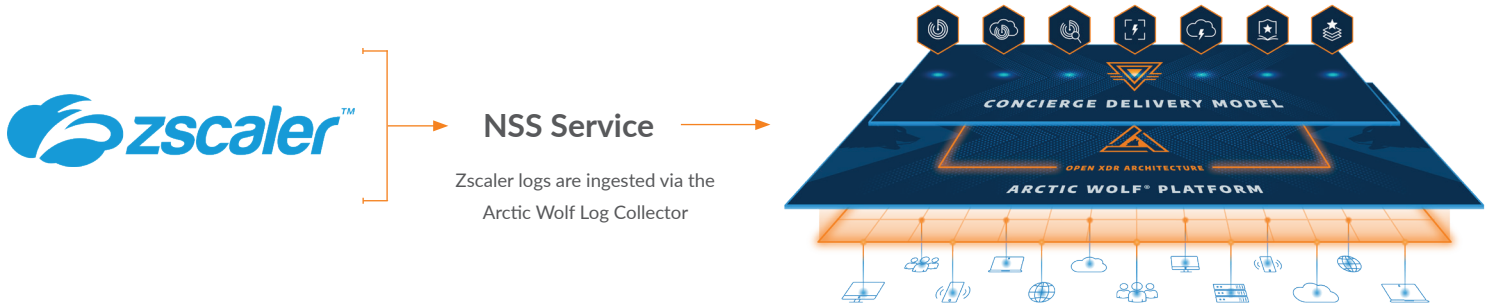 zscaler™
NSS Service
Zscaler logs are ingested via the
Arctic Wolf Log Collector
CONCIERGE DELIVERY MODEL
OPEN XDR ARCHITECTURE
ARCTIC WOLF® PLATFORM